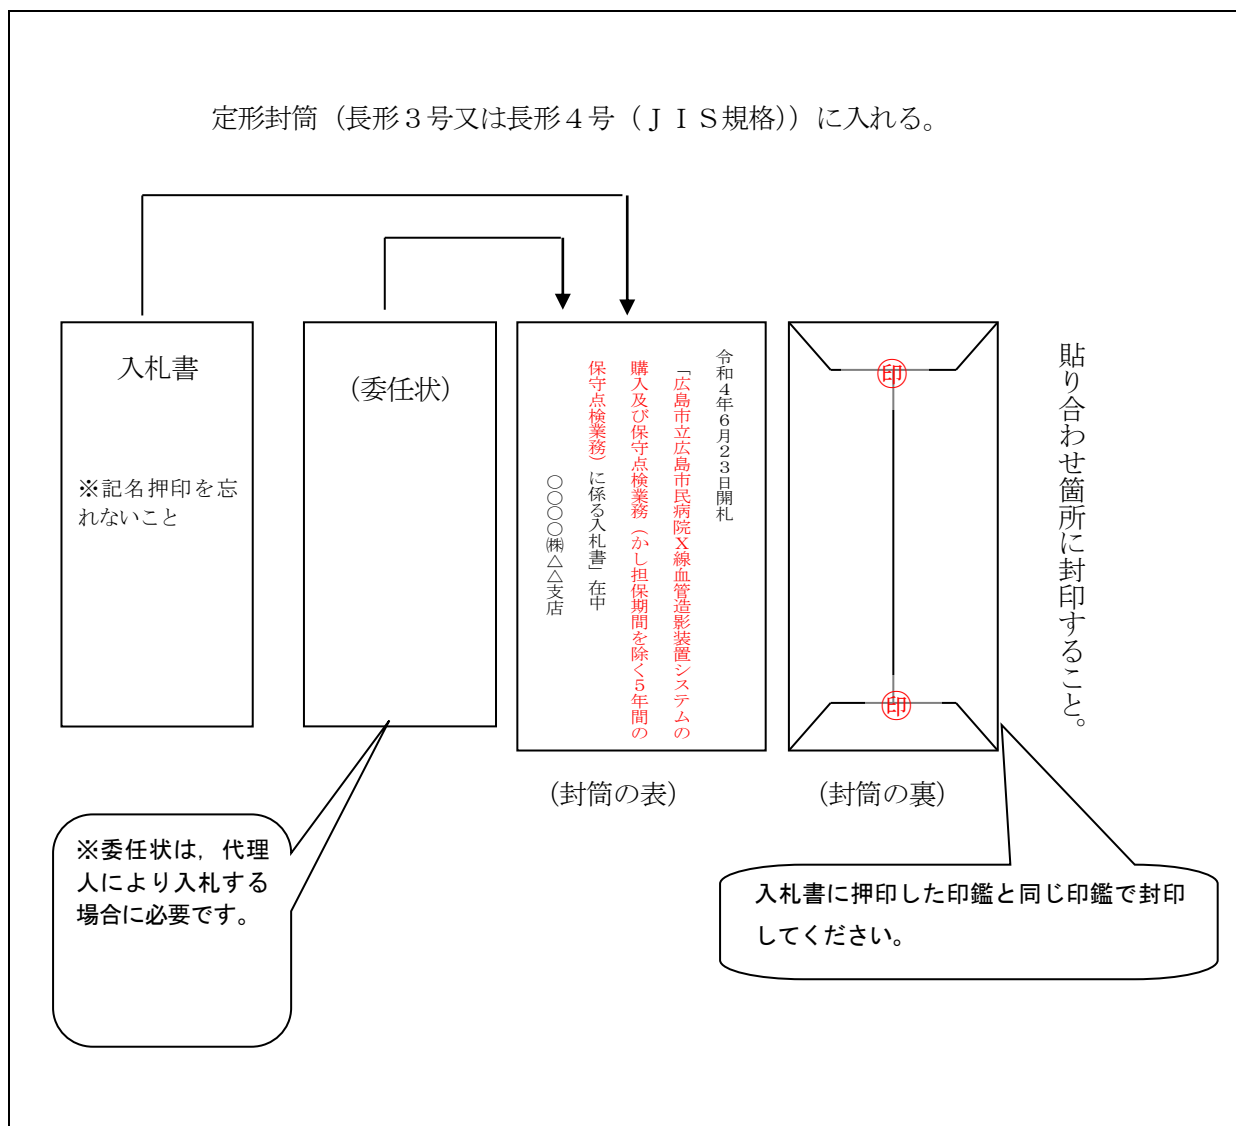 定形封筒（長形３号又は長形４号（ＪＩＳ規格））に入れる。
入札書
※記名押印を忘
れないこと
（委任状）
令和４年６月２３日開札
「広島市立広島市民病院Ｘ線血管造影装置システムの
購入及び保守点検業務（かし担保期間を除く５年間の
保守点検業務）に係る入札書」在中
○○○○㈱△△支店
印
印
貼り合わせ箇所に封印すること。
（封筒の表）
（封筒の裏）
※委任状は，代理
人により入札する
場合に必要です。
入札書に押印した印鑑と同じ印鑑で封印
してください。